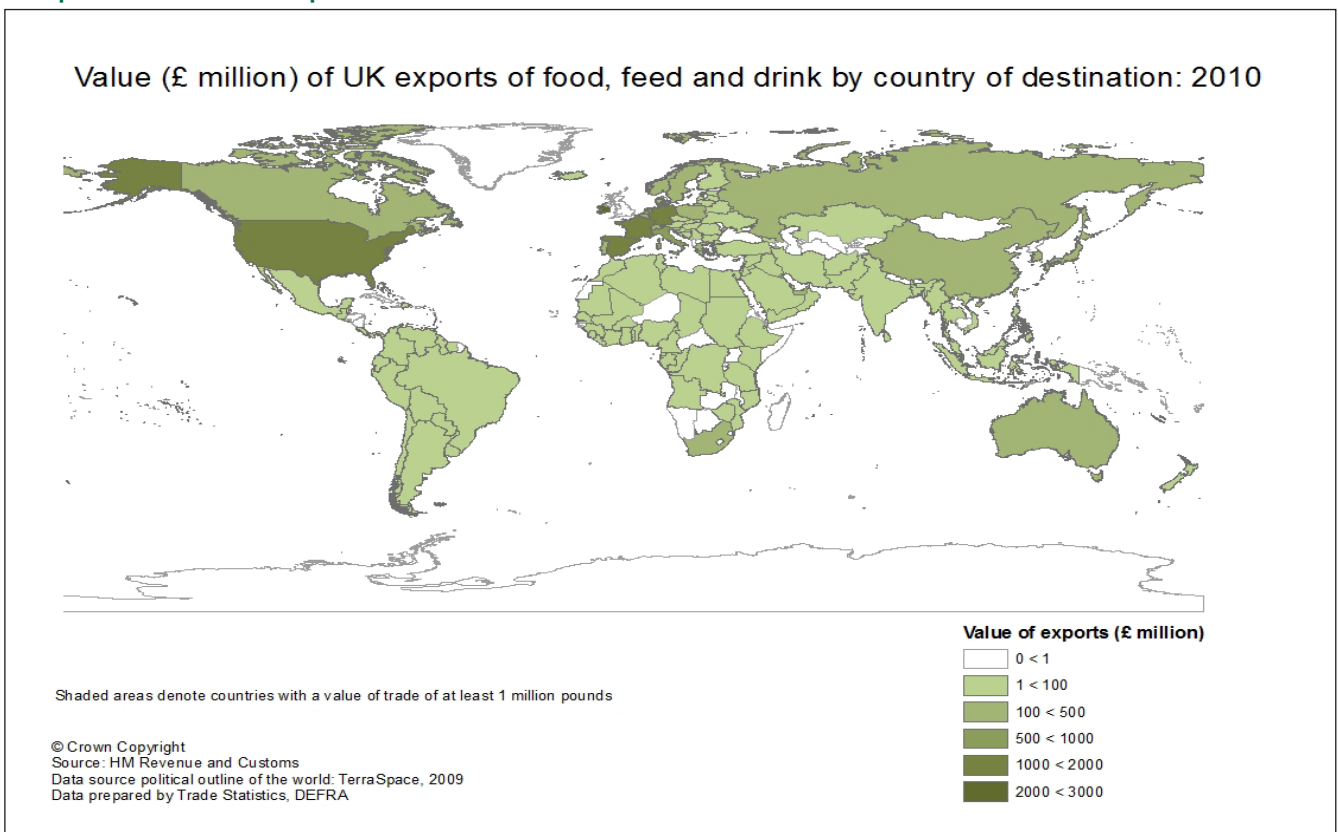 Value (£ million) of UK exports of food, feed and drink by country of destination: 2010
Value of exports (£ million)
0 < 1
1 < 100
100 < 500
500 < 1000
1000 < 2000
2000 < 3000
Shaded areas denote countries with a value of trade of at least 1 million pounds
© Crown Copyright
Source: HM Revenue and Customs
Data source political outline of the world: TerraSpace, 2009
Data prepared by Trade Statistics, DEFRA